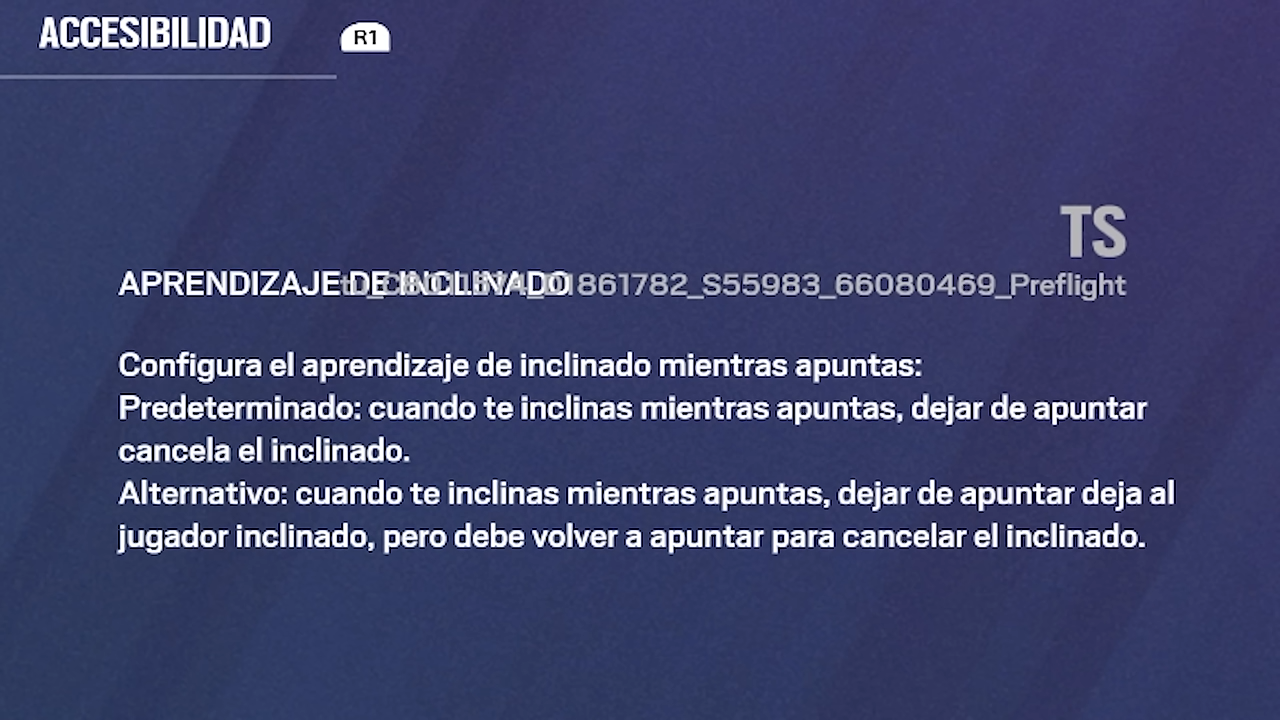 ACCESIBILIDAD R1
TS
APRENDIZAJE DE INCLINADO
1861782_S55983_66080469_Preflight
Configura el aprendizaje de inclinado mientras apuntas:
Predeterminado: cuando te inclinas mientras apuntas, dejar de apuntar
cancela el inclinado.
Alternativo: cuando te inclinas mientras apuntas, dejar de apuntar deja al
jugador inclinado, pero debe volver a apuntar para cancelar el inclinado.